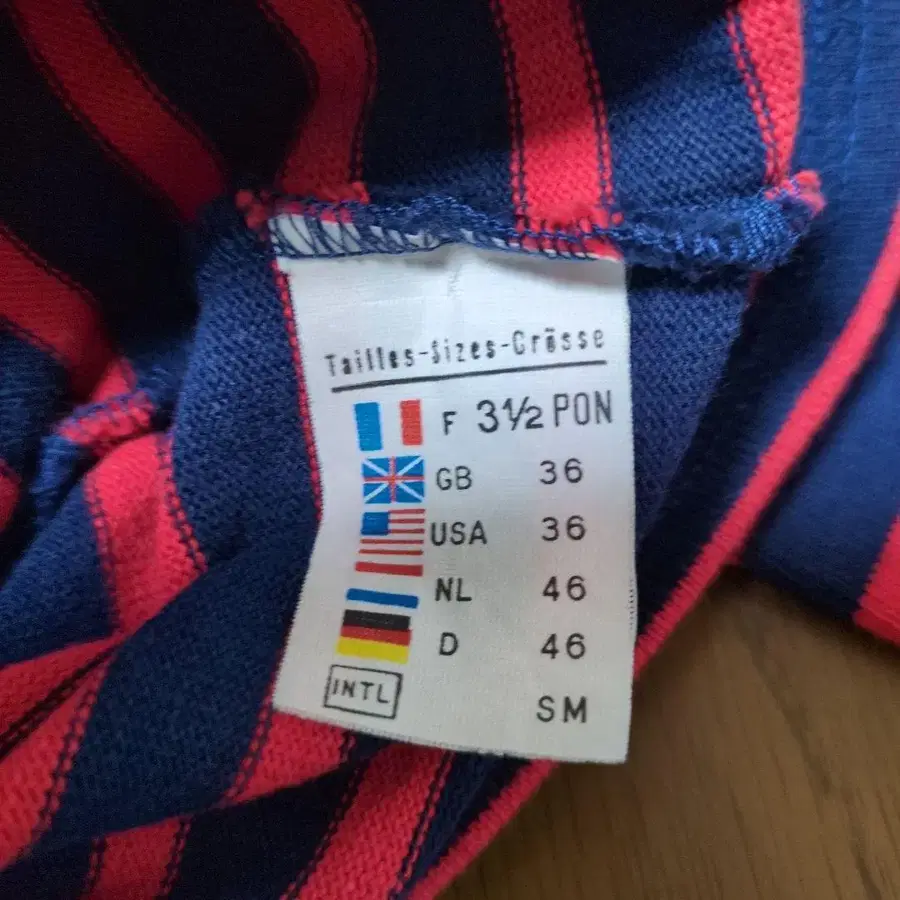 Tailles-Sizes-Grösse
F 3½ PON
GB 36
USA 36
NL 46
D 46
INTL SM